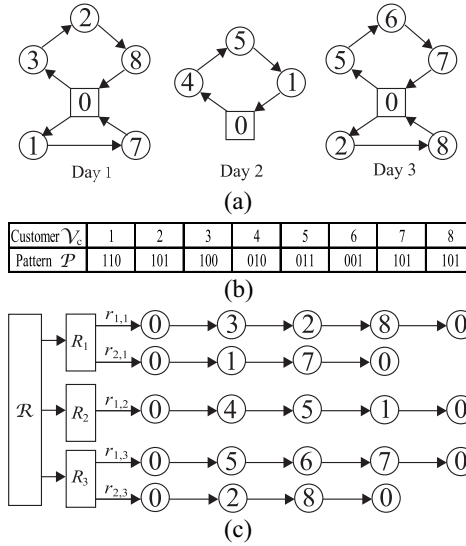 2
3 8
0
1 7
Day 1
5
4 1
0
Day 2
6
5 7
0
2 8
Day 3
(a)
Customer 𝒱c 1 2 3 4 5 6 7 8
Pattern 𝒫 110 101 100 010 011 001 101 101
(b)
ℛ
R1 r1,1 0 3 2 8 0
r2,1 0 1 7 0
R2 r1,2 0 4 5 1 0
R3 r1,3 0 5 6 7 0
r2,3 0 2 8 0
(c)